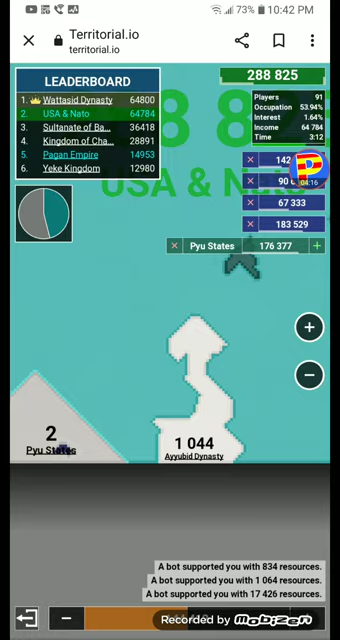 73% 10:42 PM
Territorial.io
territorial.io
288 825
LEADERBOARD
1. Wattasid Dynasty 64800
2. USA & Nato 64784
3. Sultanate of Ba... 36418
4. Kingdom of Cha... 28891
5. Pagan Empire 14953
6. Yeke Kingdom 12980
Players 91
Occupation 53.94%
Interest 1.64%
Income 64 784
Time 3:12
142
P
04:16
67 333
183 529
USA & Nato
Pyu States 176 377 +
2
Pyu States
1 044
Ayyubid Dynasty
A bot supported you with 834 resources.
A bot supported you with 1 064 resources.
A bot supported you with 17 426 resources.
Recorded by Mobizen